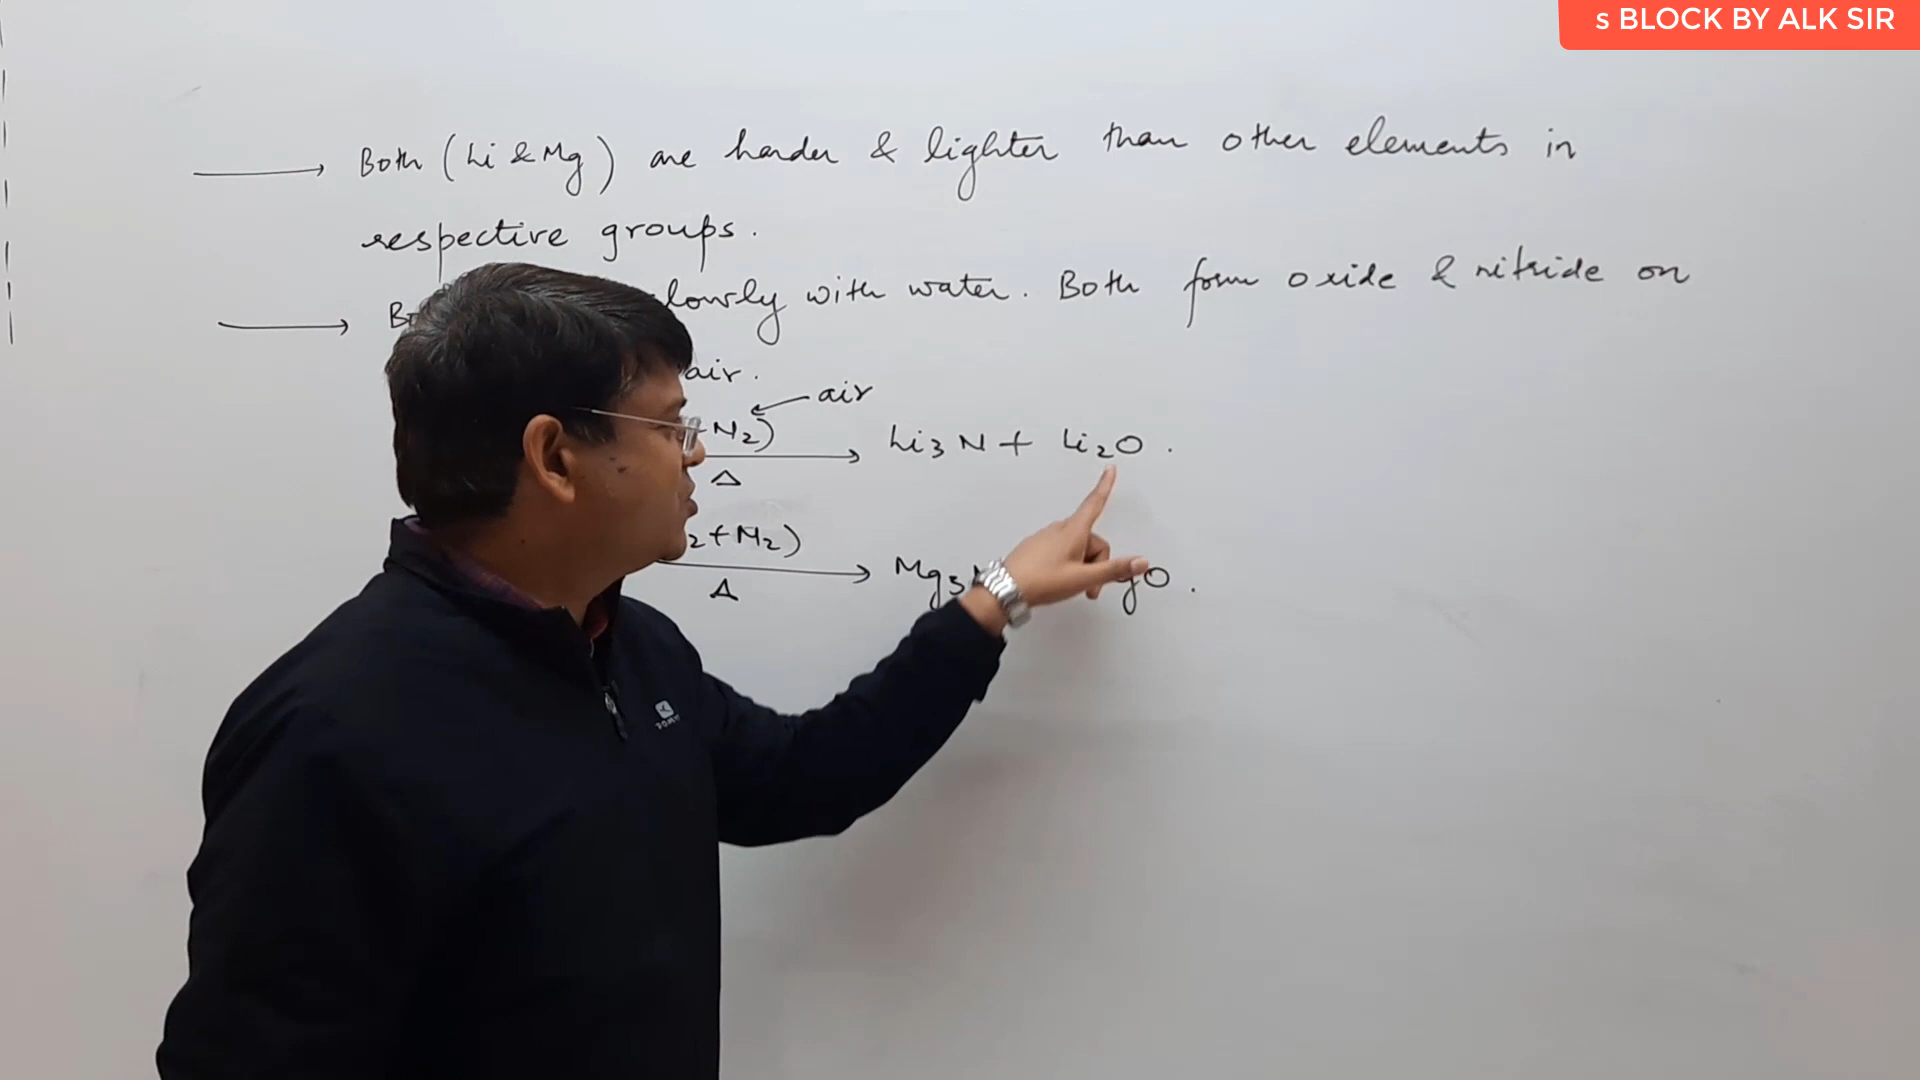 s BLOCK BY ALK SIR
→ Both (Li & Mg) are harder & lighter than other elements in
respective groups.
→ slowly with water. Both form oxide & nitride on
air.
air
N₂)
→ Li₃N + Li₂O.
Δ
₂+N₂)
→ Mg₃ gO.
Δ